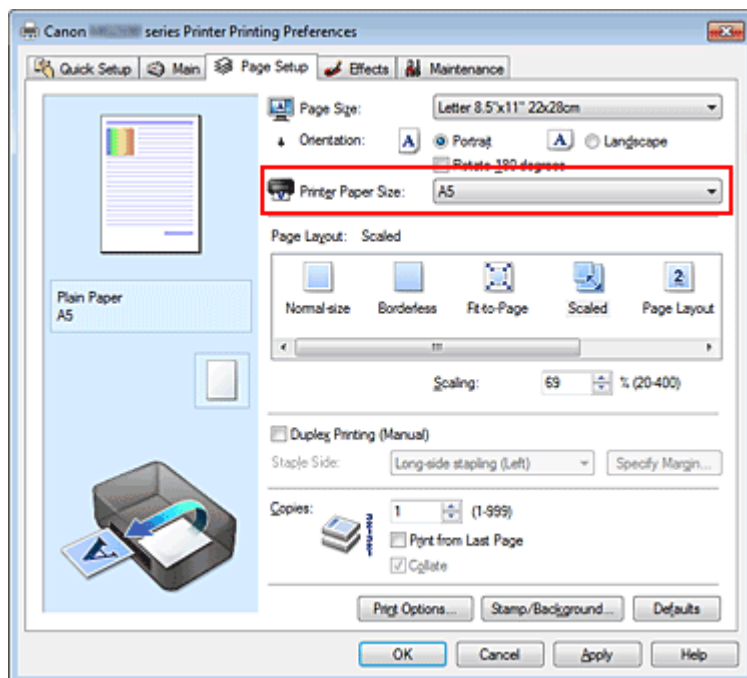 Canon series Printer Printing Preferences
Quick Setup Main Page Setup Effects Maintenance
Page Size: Letter 8.5"x11" 22x28cm
Orientation: A Portrait A Landscape
Rotate 180 degrees
Printer Paper Size: A5
Page Layout: Scaled
Normal-size Borderless Fit-to-Page Scaled Page Layout
2
Plain Paper
A5
Scaling: 69 % (20-400)
Duplex Printing (Manual)
Staple Side: Long-side stapling (Left) Specify Margin...
Copies: 1 (1-999)
Print from Last Page
Collate
A
Print Options... Stamp/Background... Defaults
OK Cancel Apply Help